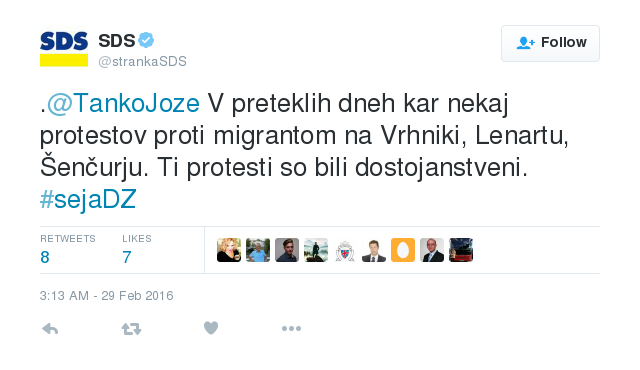 SDS
SDS
@strankaSDS
Follow
.@TankoJoze V preteklih dneh kar nekaj
protestov proti migrantom na Vrhniki, Lenartu,
Šenčurju. Ti protesti so bili dostojanstveni.
#sejaDZ
RETWEETS LIKES
8 7
3:13 AM - 29 Feb 2016